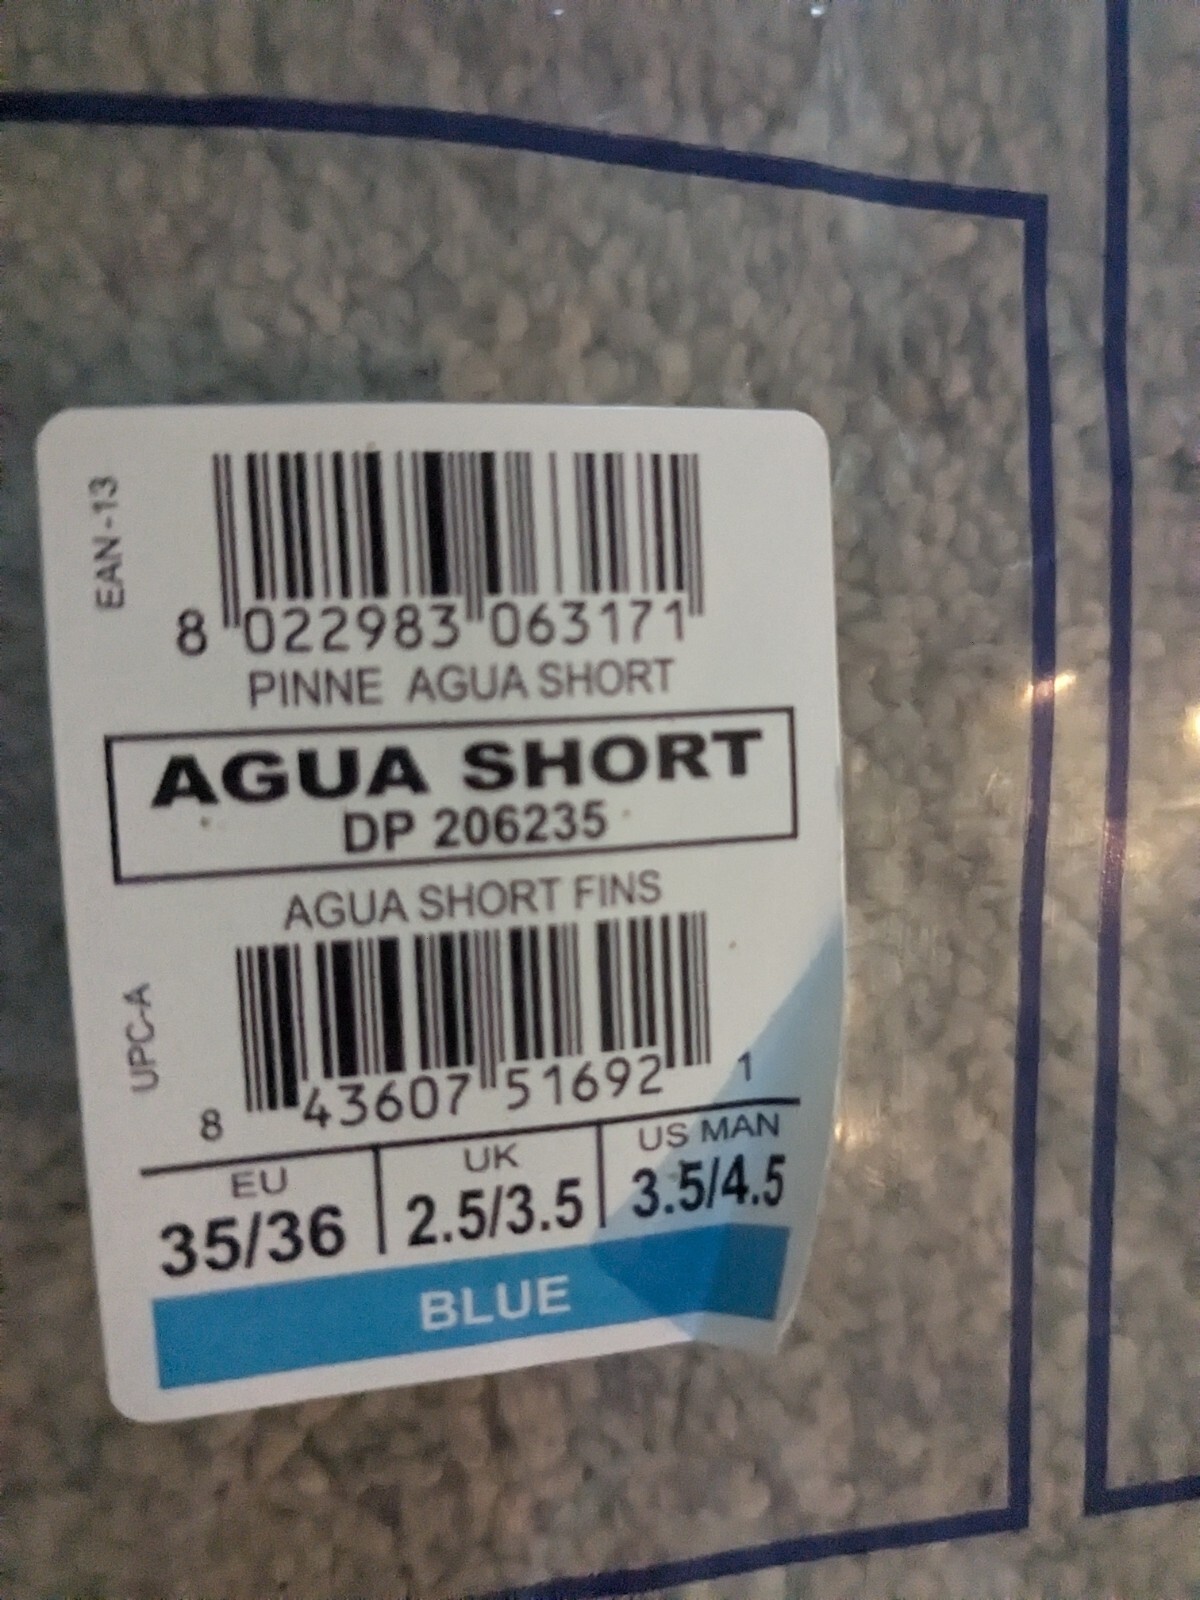 EAN-13
8 022983 063171
PINNE AGUA SHORT
AGUA SHORT
DP 206235
AGUA SHORT FINS
UPC-A
8 43607 51692 1
EU UK US MAN
35/36 2.5/3.5 3.5/4.5
BLUE